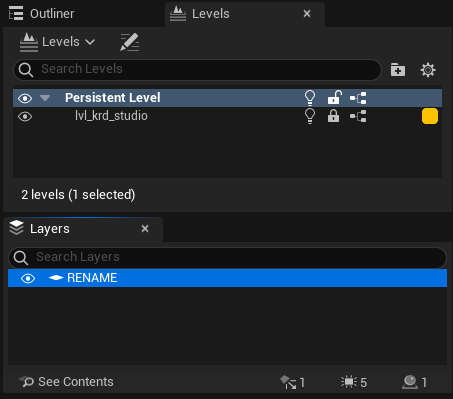 Outliner
Levels
Levels
Search Levels
Persistent Level
lvl_krd_studio
2 levels (1 selected)
Layers
Search Layers
RENAME
See Contents
1
5
1